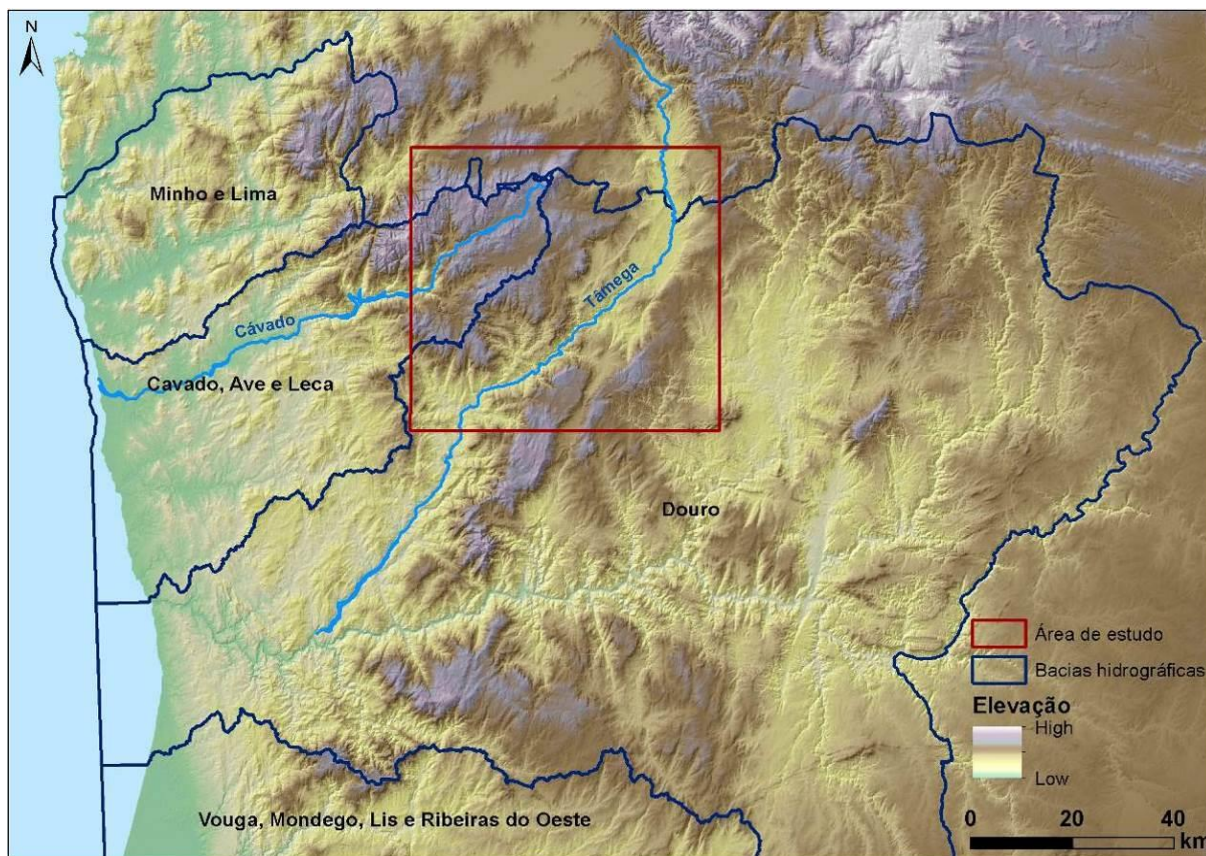 N
Minho e Lima
Tâmega
Cávado
Cavado, Ave e Leca
Douro
Área de estudo
Bacias hidrográficas
Elevação
High
Low
Vouga, Mondego, Lis e Ribeiras do Oeste
0 20 40
km